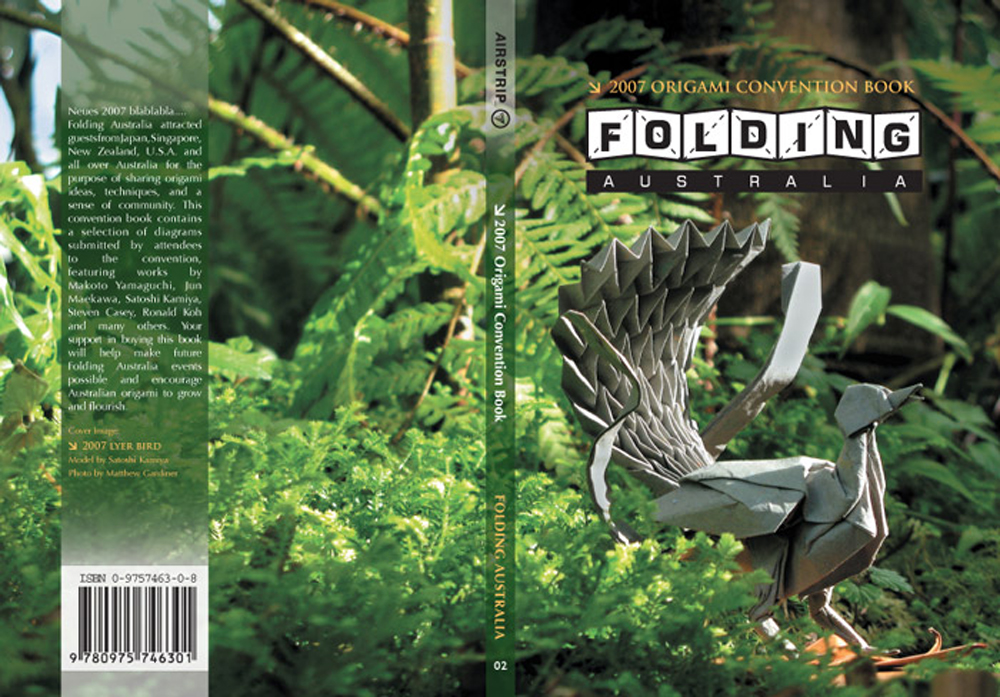 Neues 2007 blablabla....
Folding Australia attracted
guestsfromJapan,Singapore,
New Zealand, U.S.A. and
all over Australia for the
purpose of sharing origami
ideas, techniques, and a
sense of community. This
convention book contains
a selection of diagrams
submitted by attendees
to the convention,
featuring works by
Makoto Yamaguchi, Jun
Maekawa, Satoshi Kamiya,
Steven Casey, Ronald Koh
and many others. Your
support in buying this book
will help make future
Folding Australia events
possible and encourage
Australian origami to grow
and flourish.
Cover Image:
2007 LYER BIRD
Model by Satoshi Kamiya
Photo by Matthew Gardiner
ISBN 0-9757463-0-8
9 780975 746301
AIRSTRIP
2007 Origami Convention Book
FOLDING AUSTRALIA
02
2007 ORIGAMI CONVENTION BOOK
FOLDING
AUSTRALIA